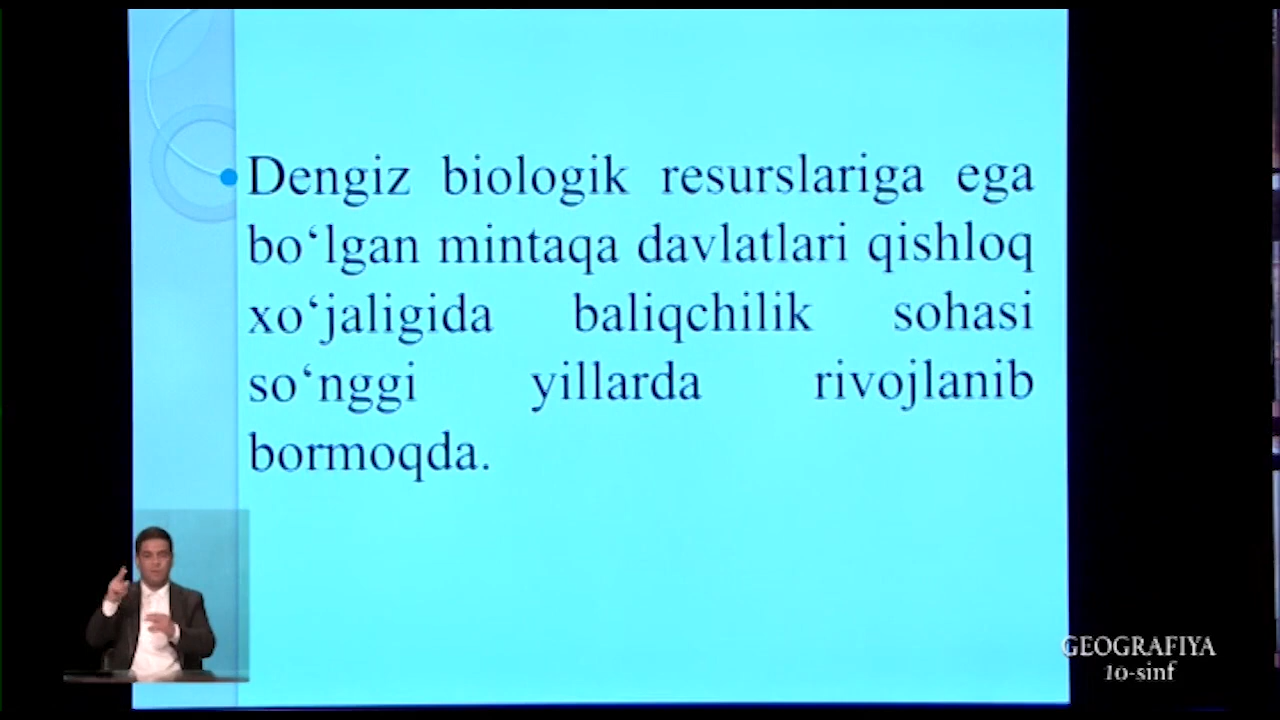 Dengiz biologik resurslariga ega
bo‘lgan mintaqa davlatlari qishloq
xo‘jaligida baliqchilik sohasi
so‘nggi yillarda rivojlanib
bormoqda.
GEOGRAFIYA
10-sinf